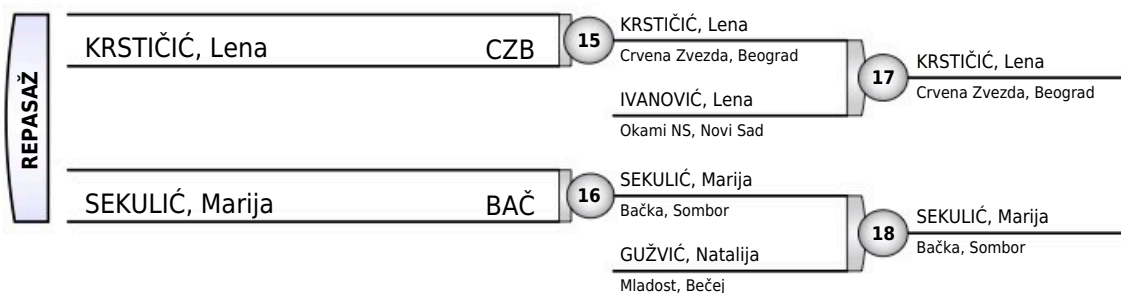 REPASAŽ
KRSTIČIĆ, Lena CZB
15
KRSTIČIĆ, Lena
Crvena Zvezda, Beograd
IVANOVIĆ, Lena
Okami NS, Novi Sad
17
KRSTIČIĆ, Lena
Crvena Zvezda, Beograd
SEKULIĆ, Marija BAČ
16
SEKULIĆ, Marija
Bačka, Sombor
GUŽVIĆ, Natalija
Mladost, Bečej
18
SEKULIĆ, Marija
Bačka, Sombor